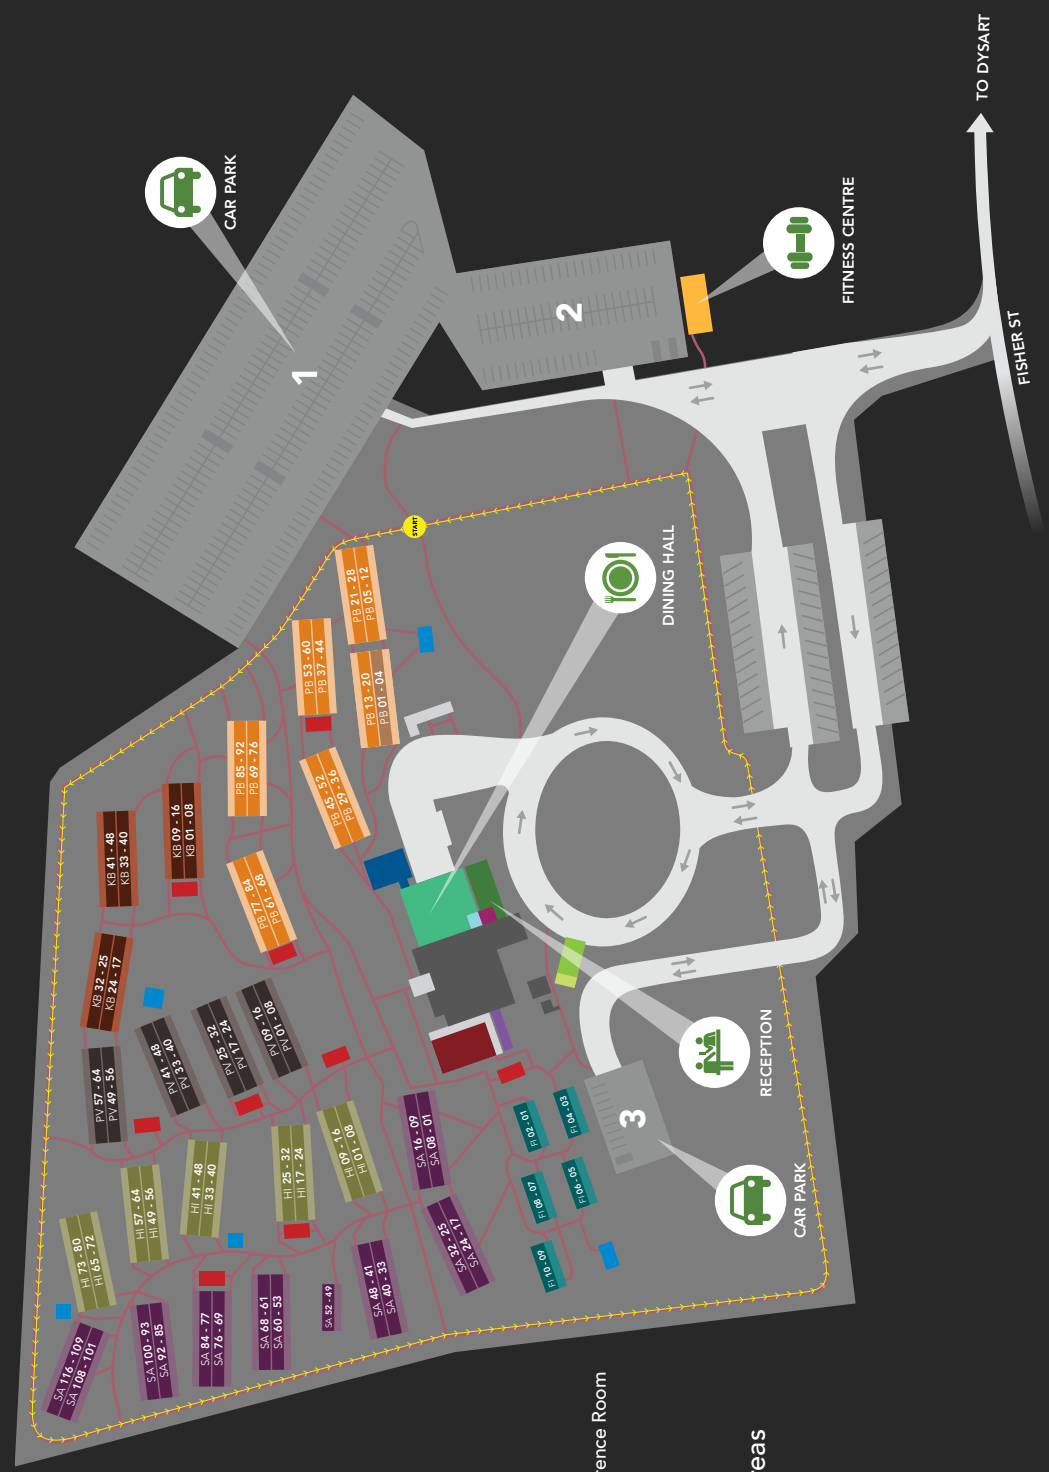 TO DYSART
FISHER ST
CAR PARK
1
FITNESS CENTRE
2
START
DINING HALL
PB 21 - 28
PB 05 - 12
PB 53 - 60
PB 37 - 44
PB 13 - 20
PB 01 - 04
PB 85 - 92
PB 69 - 76
PB 45 - 52
PB 29 - 36
KB 09 - 16
KB 01 - 08
KB 41 - 48
KB 33 - 40
PB 77 - 84
PB 61 - 68
KB 32 - 25
KB 24 - 17
PV 09 - 16
PV 01 - 08
PV 25 - 32
PV 17 - 24
PV 41 - 48
PV 33 - 40
PV 57 - 64
PV 49 - 56
RECEPTION
3
CAR PARK
FI 02 - 01
FI 04 - 03
FI 08 - 07
FI 06 - 05
FI 10 - 09
SA 16 - 09
SA 08 - 01
HI 09 - 16
HI 01 - 08
HI 25 - 32
HI 17 - 24
HI 41 - 48
HI 33 - 40
HI 57 - 64
HI 49 - 56
HI 73 - 80
HI 65 - 72
SA 32 - 25
SA 24 - 17
SA 48 - 41
SA 40 - 33
SA 52 - 49
SA 68 - 61
SA 60 - 53
SA 84 - 77
SA 76 - 69
SA 100 - 93
SA 92 - 85
SA 116 - 109
SA 108 - 101
rence Room
reas